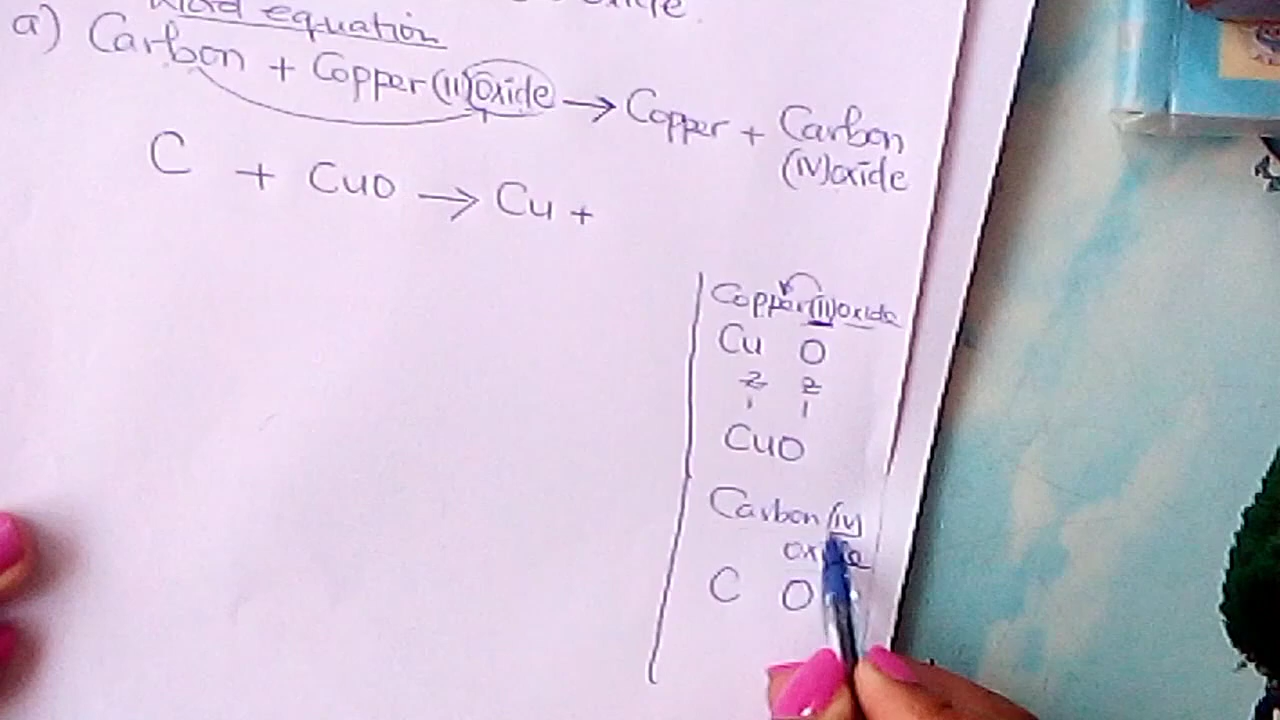 equation
a) Carbon + Copper (II) Oxide → Copper + Carbon
(IV) oxide
C + CuO → Cu +
Copper (II) oxide
Cu O
2 2
1 1
CuO
Carbon (IV)
oxide
C O